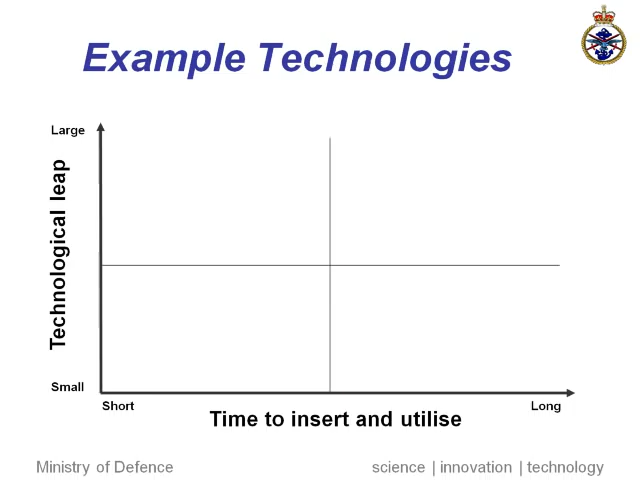 Example Technologies
Large
Technological leap
Small
Short
Long
Time to insert and utilise
Ministry of Defence
science | innovation | technology